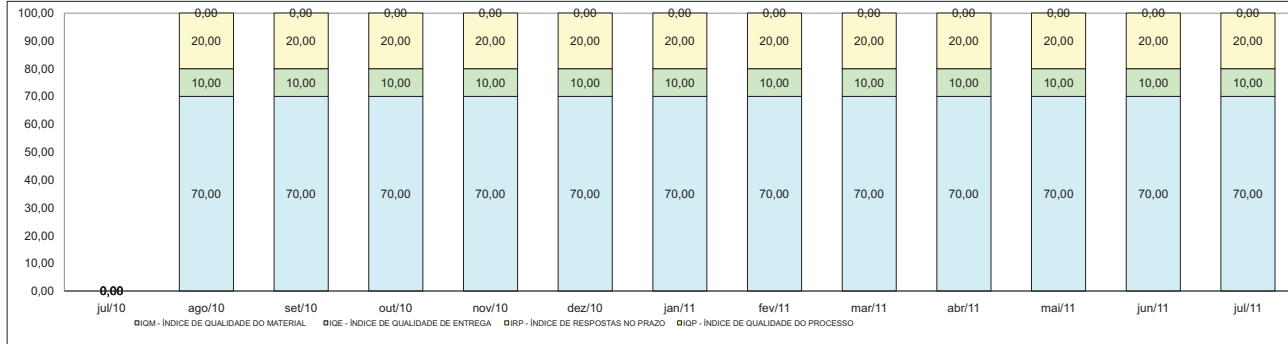 100,00 0,00 0,00 0,00 0,00 0,00 0,00 0,00 0,00 0,00 0,00 0,00 0,00
90,00 20,00 20,00 20,00 20,00 20,00 20,00 20,00 20,00 20,00 20,00 20,00 20,00
80,00
10,00 10,00 10,00 10,00 10,00 10,00 10,00 10,00 10,00 10,00 10,00 10,00
70,00
60,00
50,00
40,00
70,00 70,00 70,00 70,00 70,00 70,00 70,00 70,00 70,00 70,00 70,00 70,00
30,00
20,00
10,00
0,00 0,00
jul/10 ago/10 set/10 out/10 nov/10 dez/10 jan/11 fev/11 mar/11 abr/11 mai/11 jun/11 jul/11
IQM - ÍNDICE DE QUALIDADE DO MATERIAL IQE - ÍNDICE DE QUALIDADE DE ENTREGA IRP - ÍNDICE DE RESPOSTAS NO PRAZO IQP - ÍNDICE DE QUALIDADE DO PROCESSO